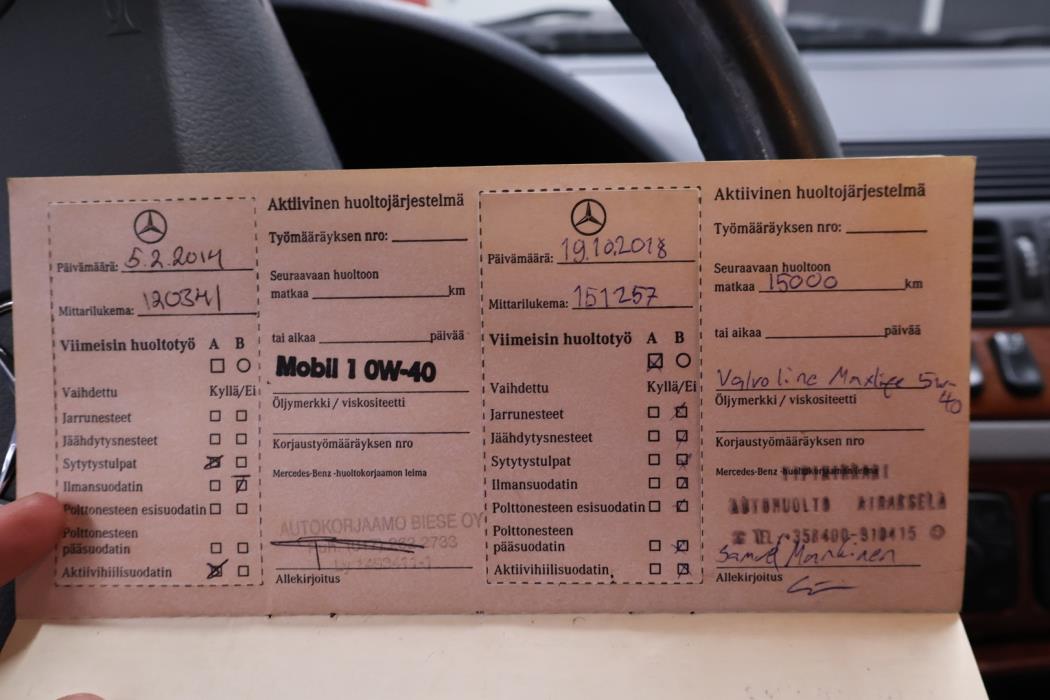 Päivämäärä: 5.2.2014
Mittarilukema: 120341
Viimeisin huoltotyö A B
Vaihdettu Kyllä/Ei
Jarrunesteet
Jäähdytysnesteet
Sytytystulpat
Ilmansuodatin
Polttonesteen esisuodatin
Polttonesteen
pääsuodatin
Aktiivihiilisuodatin
Aktiivinen huoltojärjestelmä
Työmääräyksen nro:
Seuraavaan huoltoon
matkaa km
tai aikaa päivää
Mobil 1 0W-40
Öljymerkki / viskositeetti
Korjaustyömääräyksen nro
Mercedes-Benz -huoltokorjaamon leima
AUTOKORJAAMO BIESE OY
Allekirjoitus
Päivämäärä: 19.10.2018
Mittarilukema: 151257
Viimeisin huoltotyö A B
Vaihdettu Kyllä/Ei
Jarrunesteet
Jäähdytysnesteet
Sytytystulpat
Ilmansuodatin
Polttonesteen esisuodatin
Polttonesteen
pääsuodatin
Aktiivihiilisuodatin
Aktiivinen huoltojärjestelmä
Työmääräyksen nro:
Seuraavaan huoltoon
matkaa 15000 km
tai aikaa päivää
Valvoline Maxlife 5w-
40
Öljymerkki / viskositeetti
Korjaustyömääräyksen nro
Mercedes-Benz -huoltokorjaamon leima
AUTOHUOLTO AIRAKSELA
TEL +358400-910415
Allekirjoitus